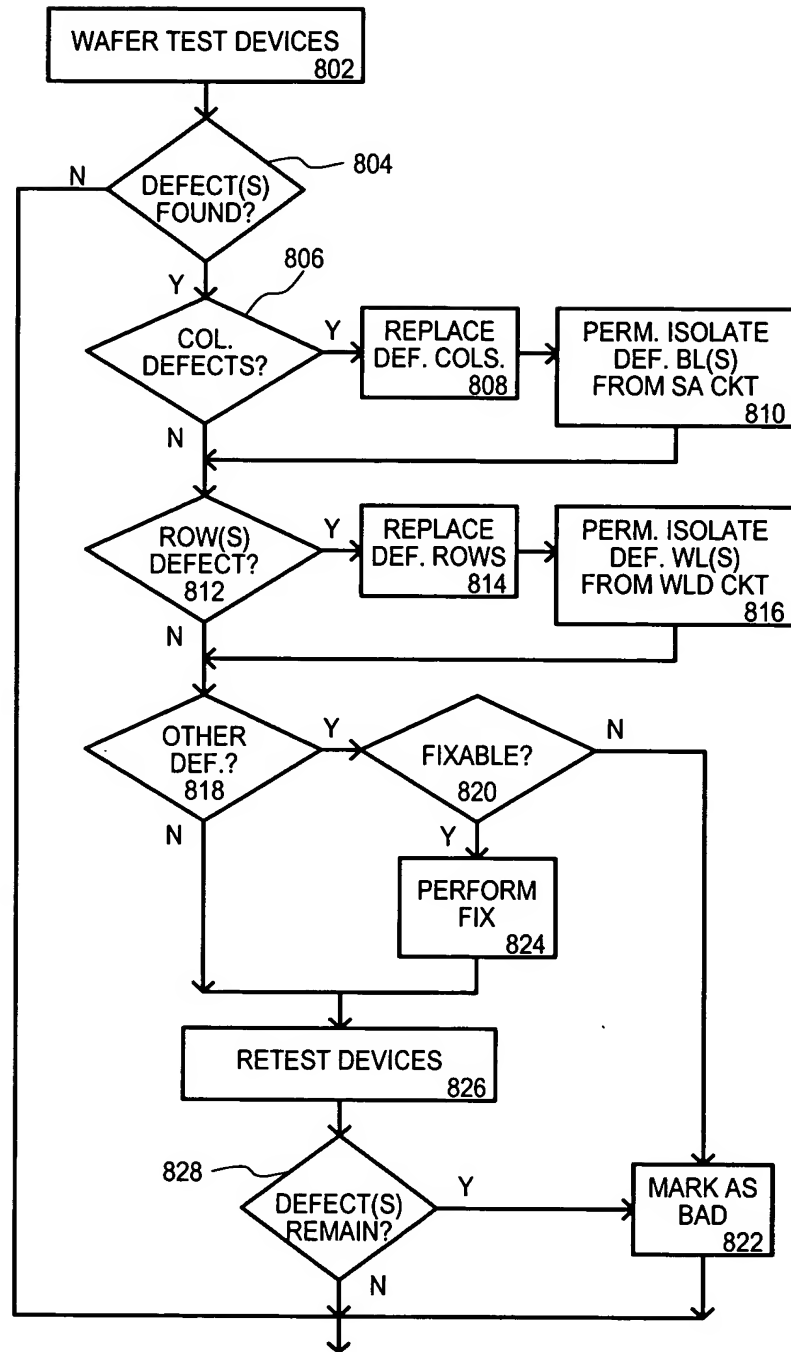 WAFER TEST DEVICES
802
804
N
DEFECT(S)
FOUND?
Y
806
COL.
DEFECTS?
Y
REPLACE
DEF. COLS.
808
PERM. ISOLATE
DEF. BL(S)
FROM SA CKT
810
N
ROW(S)
DEFECT?
812
Y
REPLACE
DEF. ROWS
814
PERM. ISOLATE
DEF. WL(S)
FROM WLD CKT
816
N
OTHER
DEF.?
818
Y
FIXABLE?
820
N
N
Y
PERFORM
FIX
824
RETEST DEVICES
826
828
DEFECT(S)
REMAIN?
Y
MARK AS
BAD
822
N